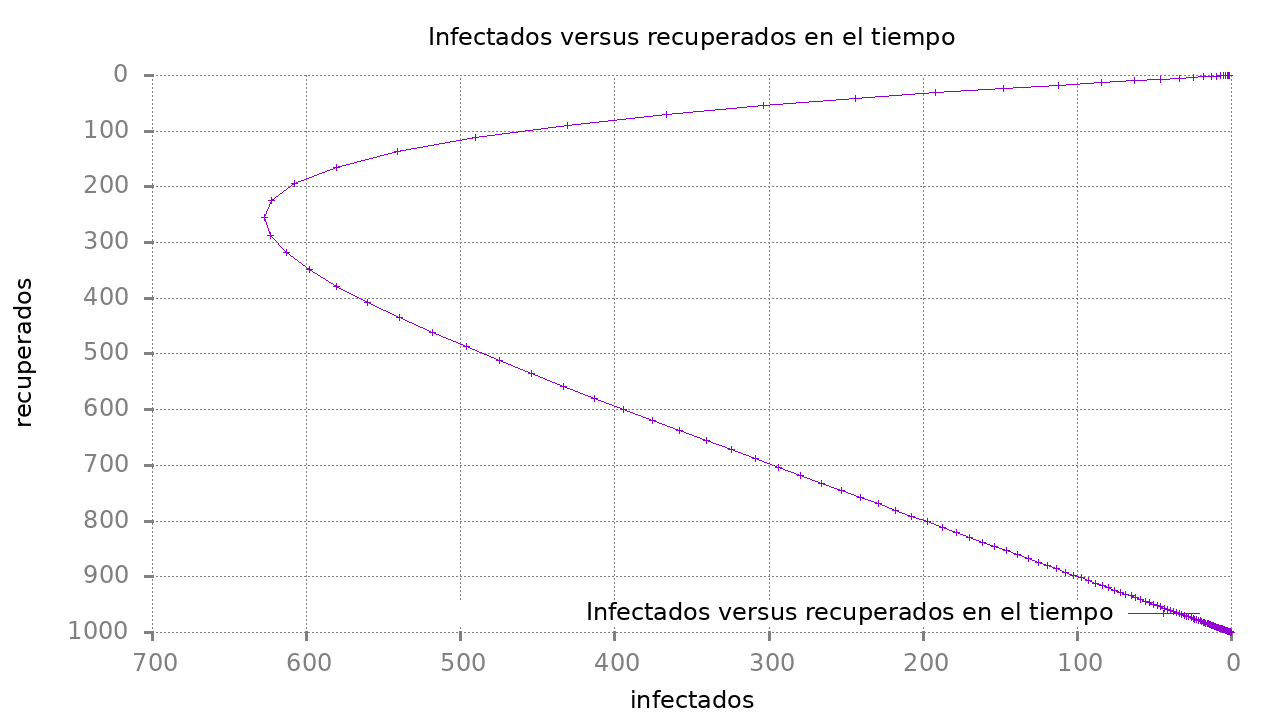 Infectados versus recuperados en el tiempo
0
100
200
300
400
500
600
700
800
900
1000
recuperados
Infectados versus recuperados en el tiempo
700 600 500 400 300 200 100 0
infectados